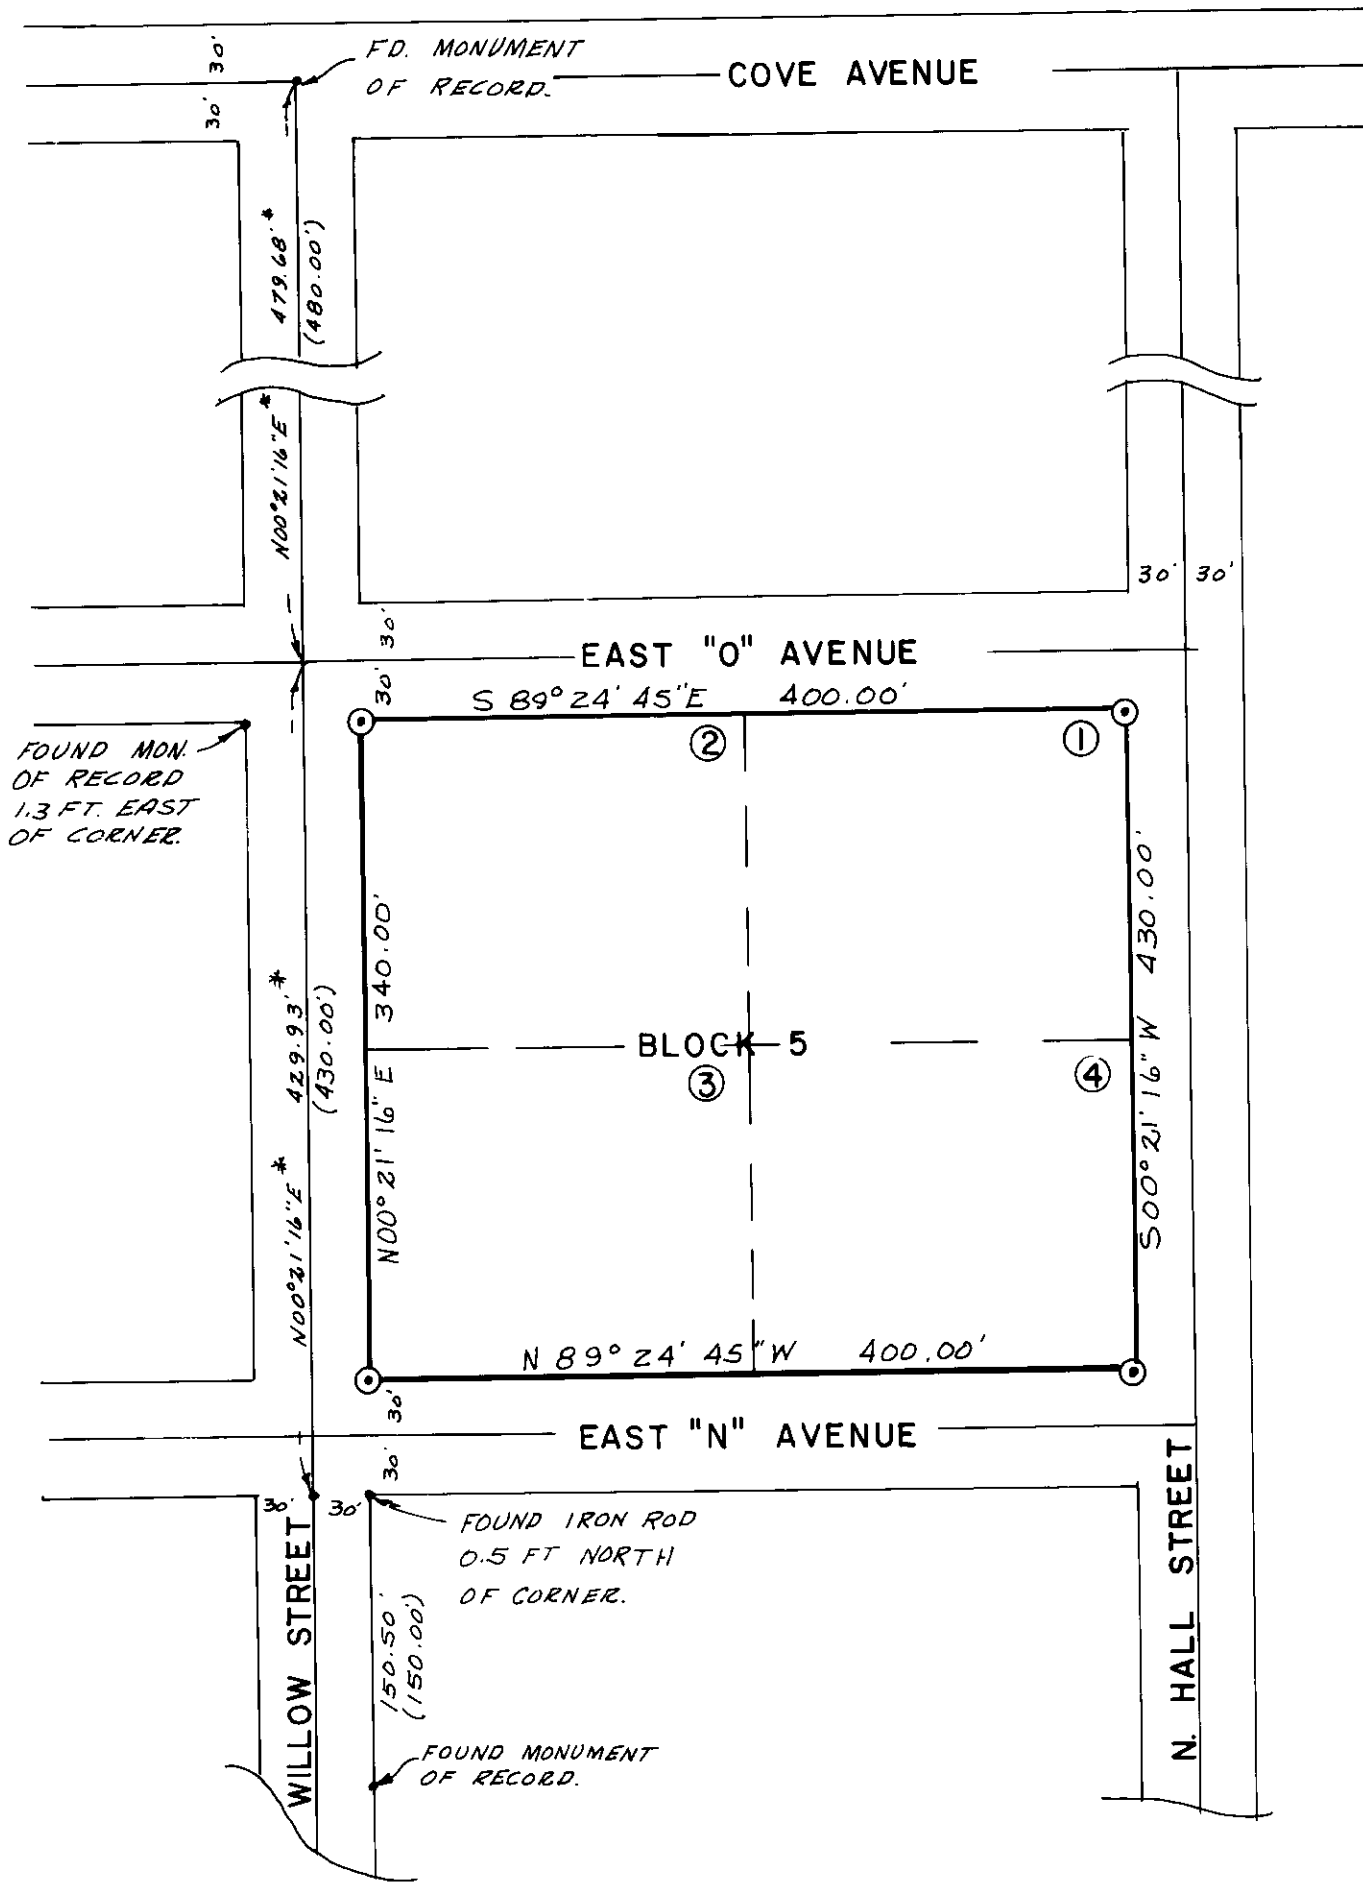 30'
30'
FD. MONUMENT
OF RECORD.
COVE AVENUE
479.68'*
(480.00')
N00°21'16"E*
30' 30'
30'
EAST "O" AVENUE
30'
S 89° 24' 45"E 400.00'
FOUND MON.
OF RECORD
1.3 FT. EAST
OF CORNER.
②
①
340.00'
N00° 21' 16" E
430.00'
S00° 21' 16" W
429.93'*
(430.00')
N00°21'16"E*
BLOCK 5
③
④
N 89° 24' 45"W 400.00'
30'
EAST "N" AVENUE
30'
30' 30'
FOUND IRON ROD
0.5 FT NORTH
OF CORNER.
WILLOW STREET
N. HALL STREET
150.50'
(150.00')
FOUND MONUMENT
OF RECORD.